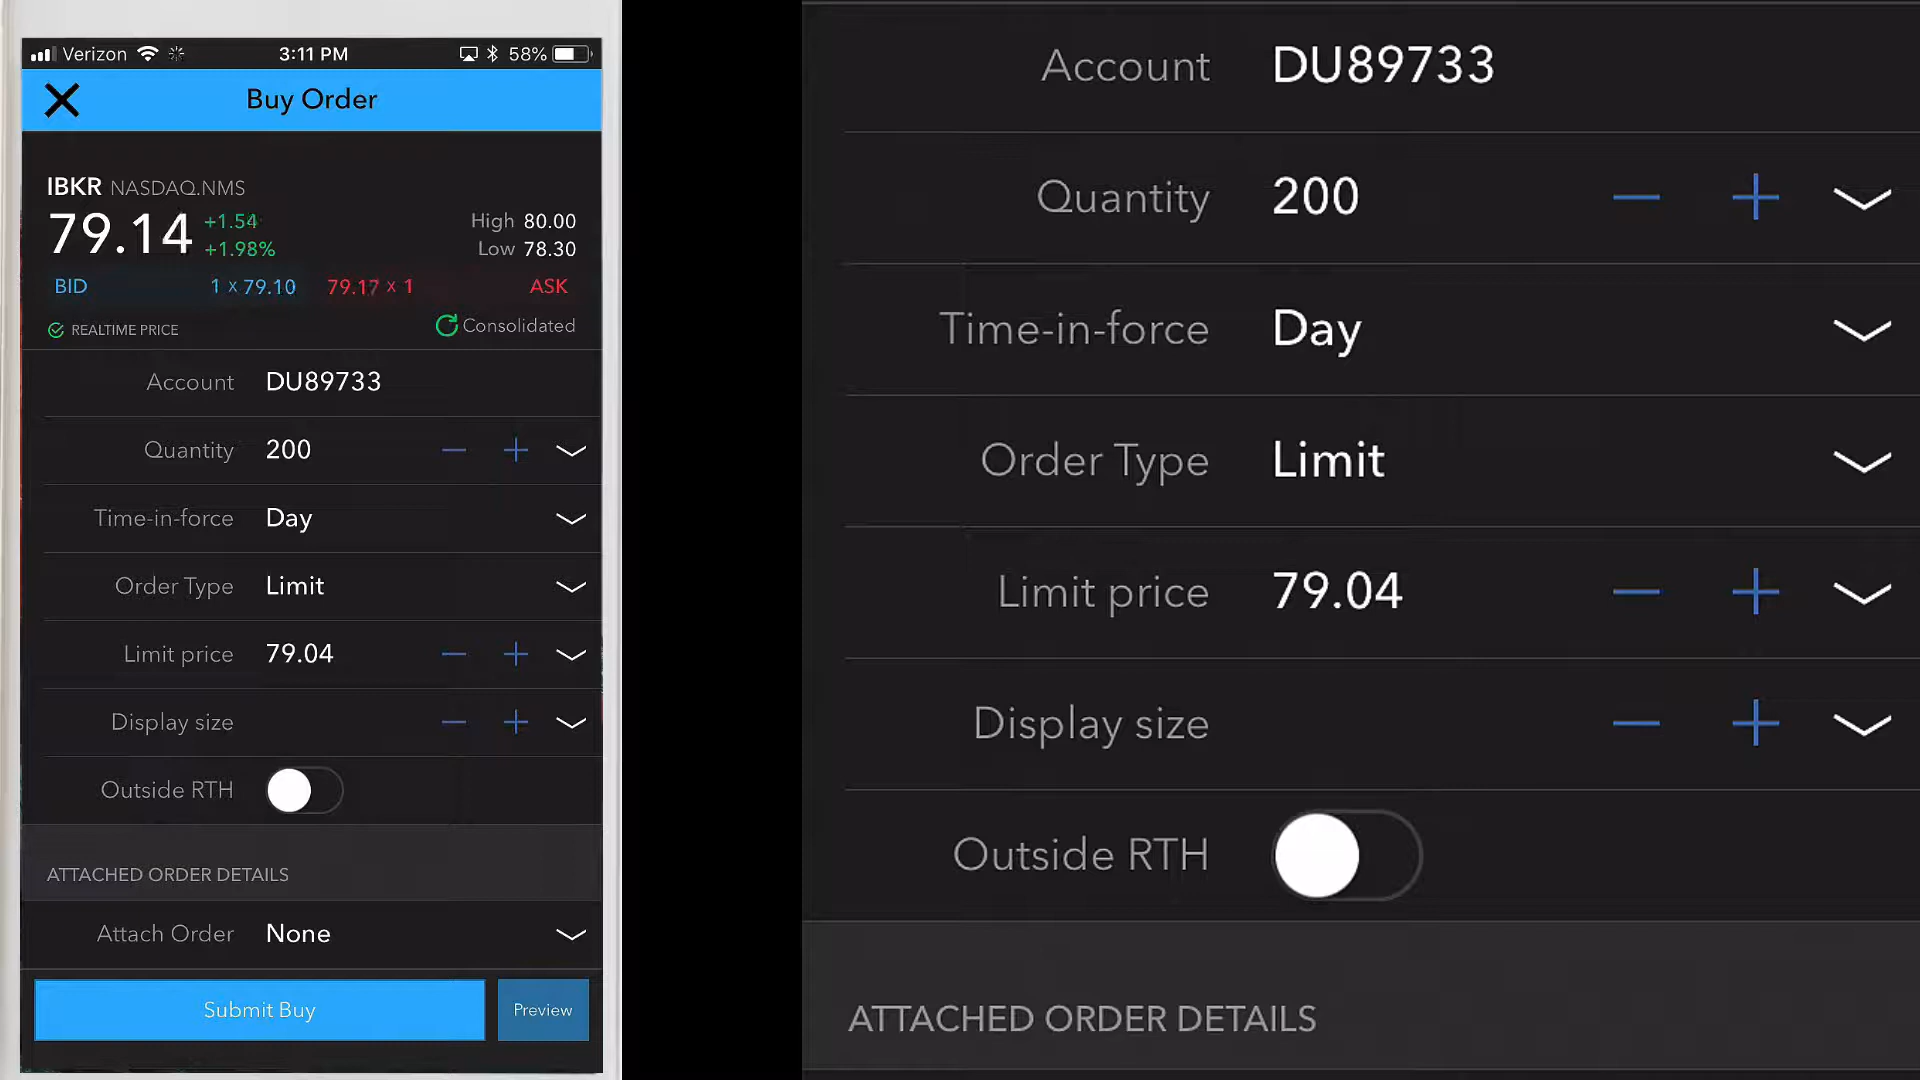 Verizon 3:11 PM 58%
Buy Order
IBKR NASDAQ.NMS
79.14 +1.54 High 80.00
+1.98% Low 78.30
BID 1 x 79.10 79.17 x 1 ASK
REALTIME PRICE Consolidated
Account DU89733
Quantity 200
Time-in-force Day
Order Type Limit
Limit price 79.04
Display size
Outside RTH
ATTACHED ORDER DETAILS
Attach Order None
Submit Buy Preview
Account DU89733
Quantity 200
Time-in-force Day
Order Type Limit
Limit price 79.04
Display size
Outside RTH
ATTACHED ORDER DETAILS